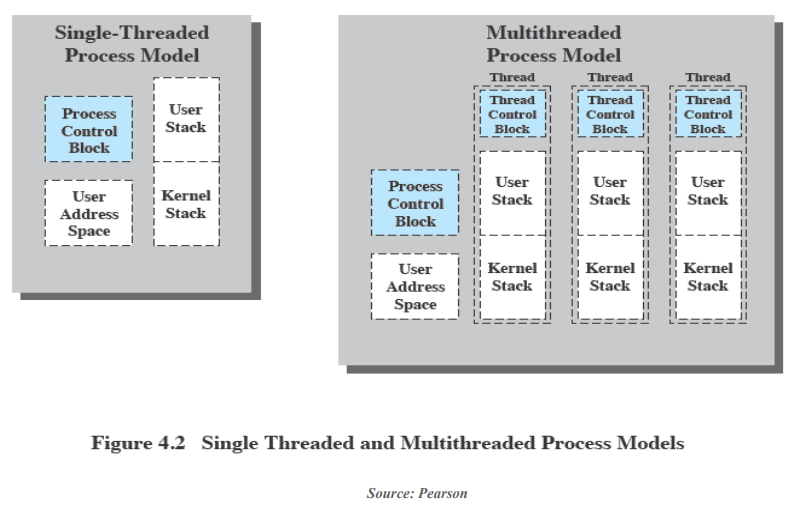 Single-Threaded
Process Model
Process
Control
Block
User
Stack
User
Address
Space
Kernel
Stack
Multithreaded
Process Model
Thread
Thread
Control
Block
User
Stack
Kernel
Stack
Thread
Thread
Control
Block
User
Stack
Kernel
Stack
Thread
Thread
Control
Block
User
Stack
Kernel
Stack
Process
Control
Block
User
Address
Space
Figure 4.2 Single Threaded and Multithreaded Process Models
Source: Pearson